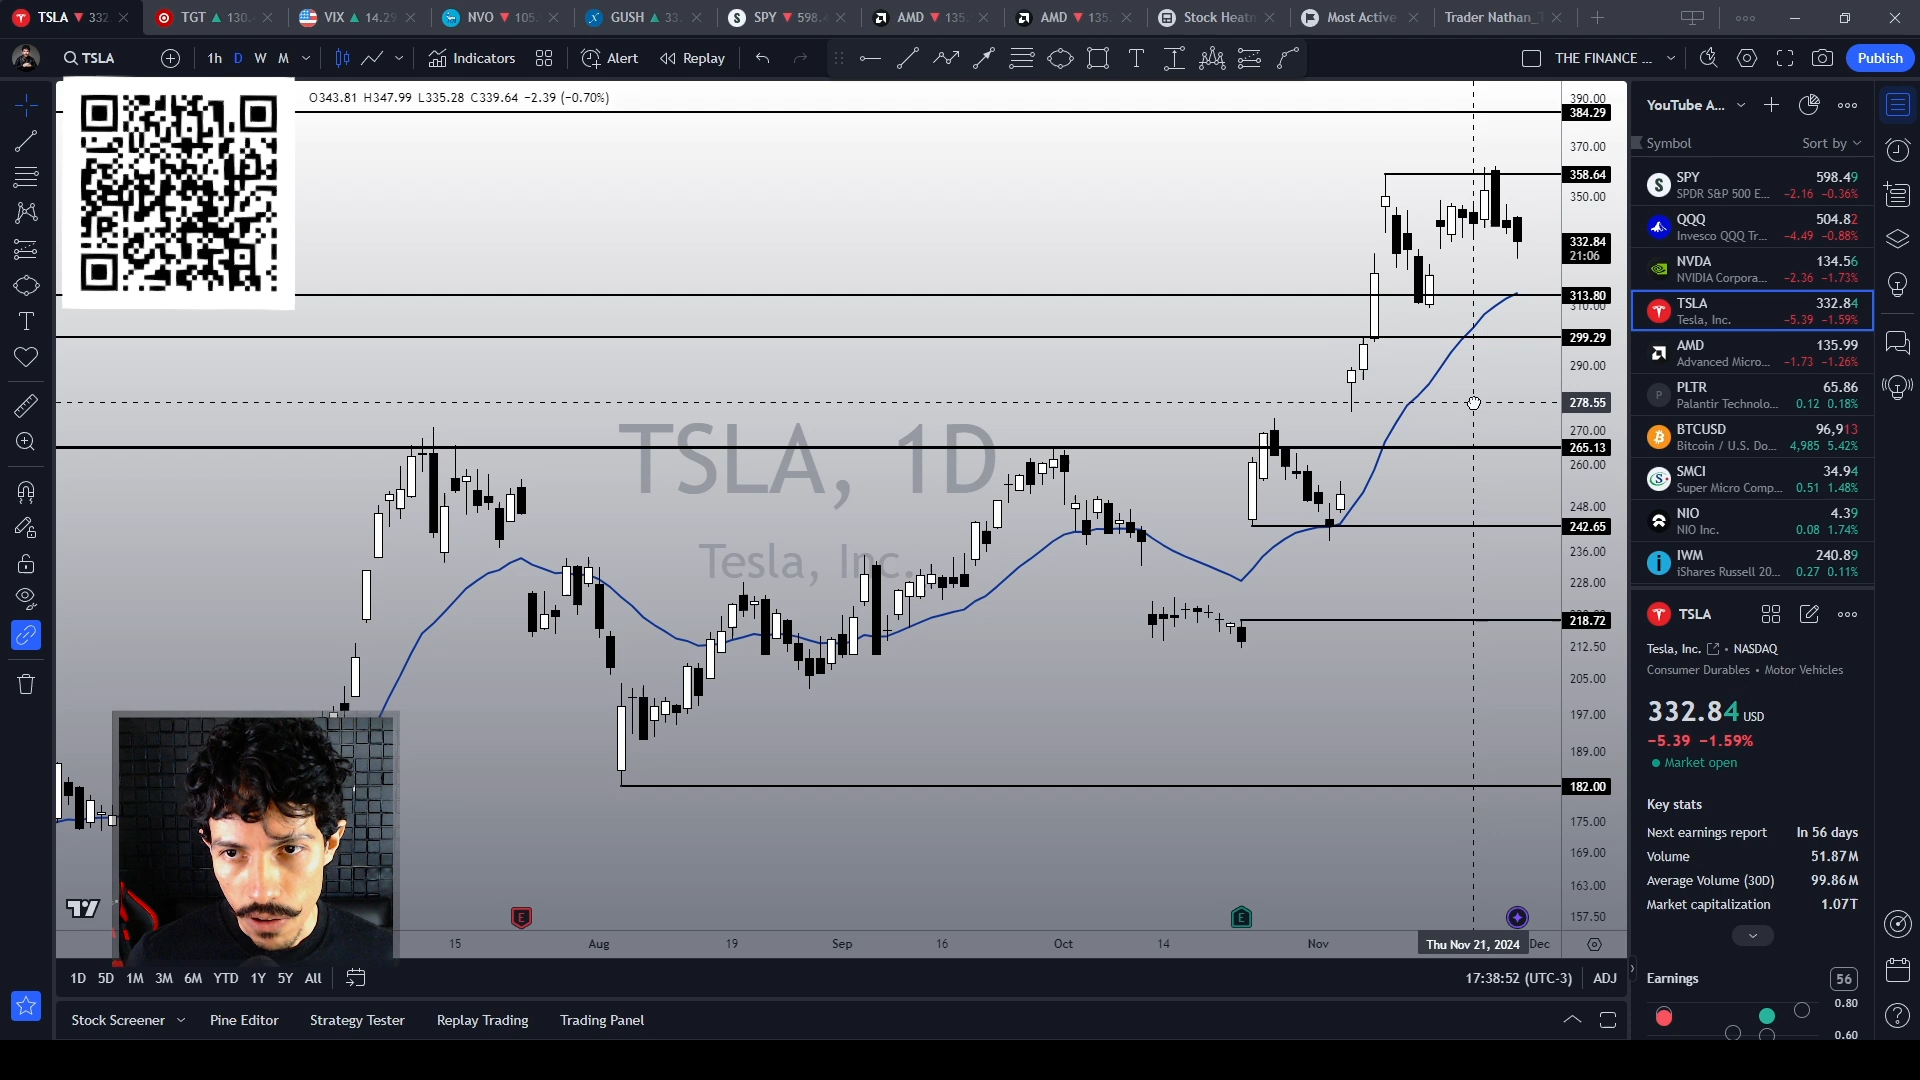 TSLA ▼ 332
TGT ▲ 130.
VIX ▲ 14.29
NVO ▼ 105.
GUSH ▲ 33.
SPY ▼ 598.4
AMD ▼ 135.
AMD ▼ 135.
Stock Heatm
Most Active
Trader Nathan_
TSLA
1h D W M
Indicators
Alert
Replay
THE FINANCE ...
Publish
O343.81 H347.99 L335.28 C339.64 −2.39 (−0.70%)
TSLA, 1D
Tesla, Inc.
390.00
384.29
370.00
358.64
350.00
332.84
21:06
313.80
310.00
299.29
290.00
278.55
270.00
265.13
260.00
248.00
242.65
236.00
228.00
218.72
212.50
205.00
197.00
189.00
182.00
175.00
169.00
163.00
157.50
E
E
15 Aug 19 Sep 16 Oct 14 Nov Thu Nov 21, 2024 Dec
1D 5D 1M 3M 6M YTD 1Y 5Y All
17:38:52 (UTC-3) ADJ
Stock Screener
Pine Editor
Strategy Tester
Replay Trading
Trading Panel
YouTube A...
Symbol Sort by
SPY 598.49
SPDR S&P 500 E... −2.16 −0.36%
QQQ 504.82
Invesco QQQ Tr... −4.49 −0.88%
NVDA 134.56
NVIDIA Corpora... −2.36 −1.73%
TSLA 332.84
Tesla, Inc. −5.39 −1.59%
AMD 135.99
Advanced Micro... −1.73 −1.26%
PLTR 65.86
Palantir Technolo... 0.12 0.18%
BTCUSD 96,913
Bitcoin / U.S. Do... 4,985 5.42%
SMCI 34.94
Super Micro Comp... 0.51 1.48%
NIO 4.39
NIO Inc. 0.08 1.74%
IWM 240.89
iShares Russell 20... 0.27 0.11%
TSLA
Tesla, Inc. • NASDAQ
Consumer Durables • Motor Vehicles
332.84 USD
−5.39 −1.59%
Market open
Key stats
Next earnings report In 56 days
Volume 51.87M
Average Volume (30D) 99.86M
Market capitalization 1.07T
Earnings 56
0.80
0.60